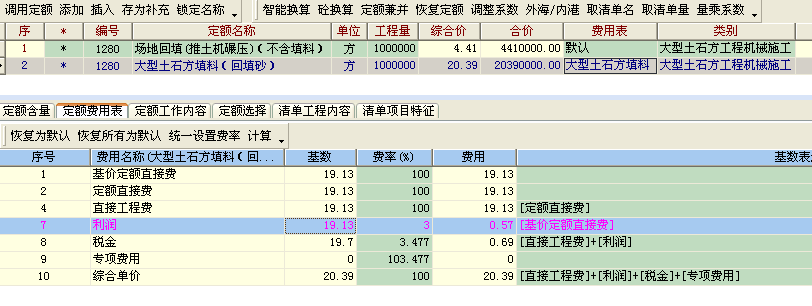 调用定额 添加 插入 存为补充 锁定名称 智能换算 砼换算 定额兼并 恢复定额 调整系数 外海/内港 取清单名 取清单量 量乘系数
序 * 编号 定额名称 单位 工程量 综合价 合价 费用表 类别
1 * 1280 场地回填(推土机碾压)(不含填料) 方 1000000 4.41 4410000.00 默认 大型土石方工程机械施工
2 * 1280 大型土石方填料(回填砂) 方 1000000 20.39 20390000.00 大型土石方填料 大型土石方工程机械施工
定额含量 定额费用表 定额工作内容 定额选择 清单工程内容 清单项目特征
恢复为默认 恢复所有为默认 统一设置费率 计算
序号 费用名称(大型土石方填料(回... 基数 费率(%) 费用 基数表
1 基价定额直接费 19.13 100 19.13
2 定额直接费 19.13 100 19.13
4 直接工程费 19.13 100 19.13 [定额直接费]
7 利润 19.13 3 0.57 [基价定额直接费]
8 税金 19.7 3.477 0.69 [直接工程费]+[利润]
9 专项费用 0 103.477 0
10 综合单价 20.39 100 20.39 [直接工程费]+[利润]+[税金]+[专项费用]